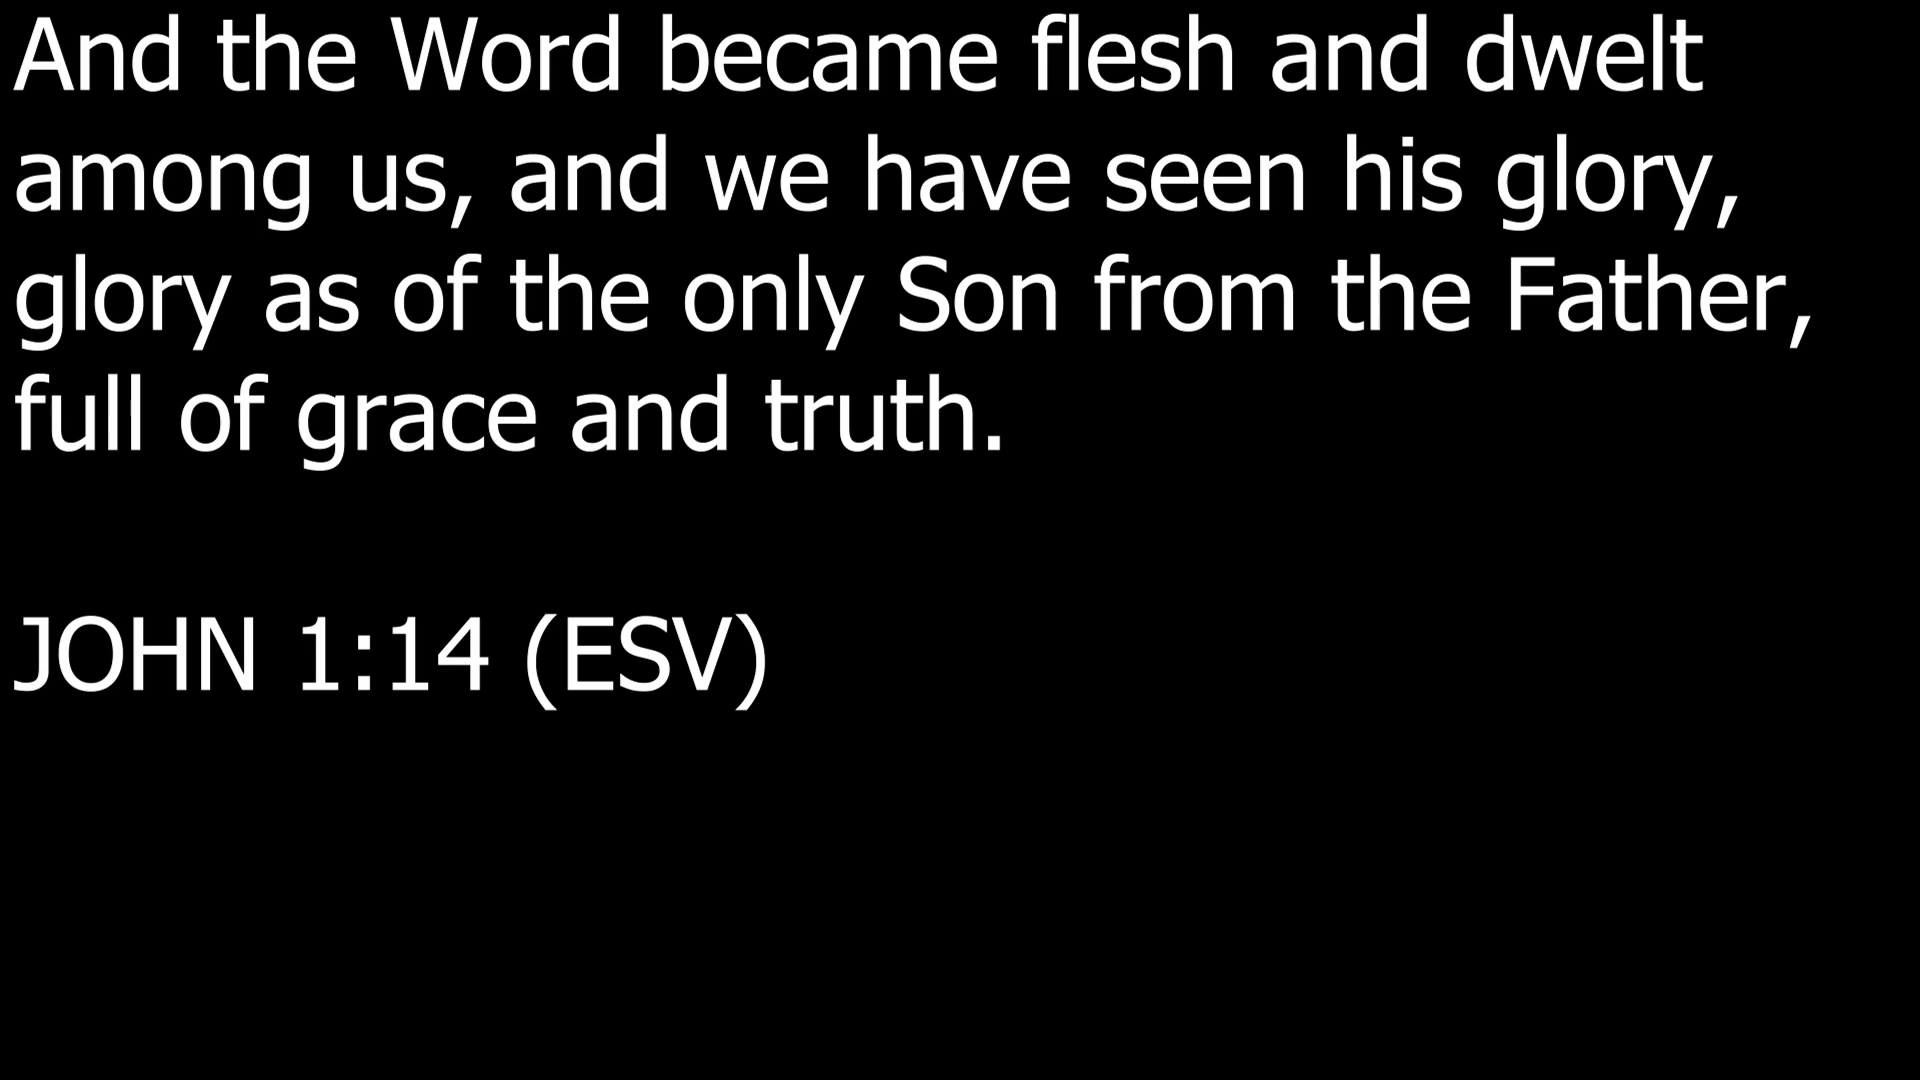 And the Word became flesh and dwelt
among us, and we have seen his glory,
glory as of the only Son from the Father,
full of grace and truth.
JOHN 1:14 (ESV)